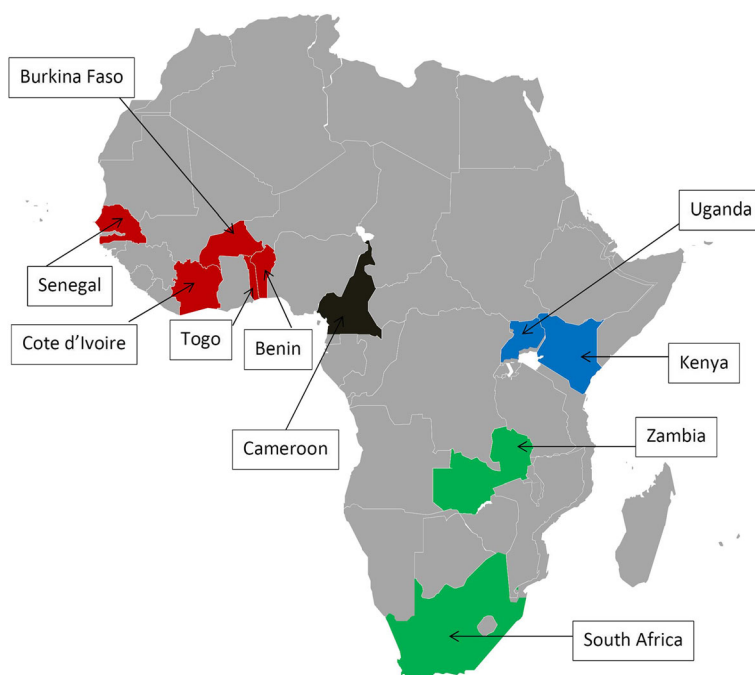 Burkina Faso
Uganda
Senegal
Cote d'Ivoire
Togo
Benin
Kenya
Cameroon
Zambia
South Africa